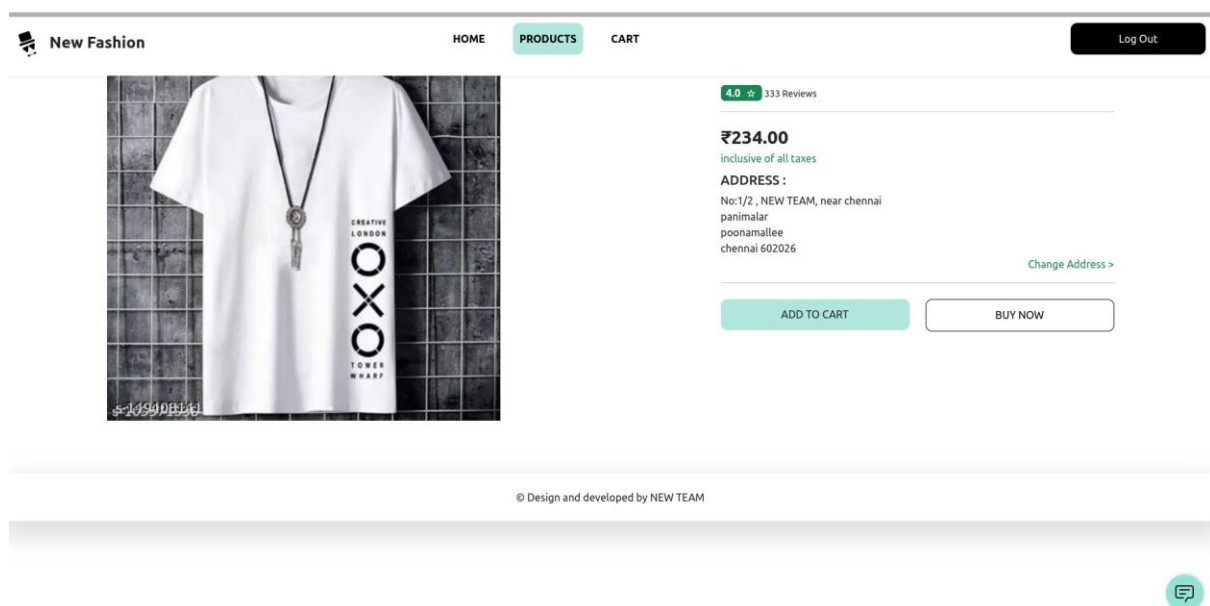 New Fashion
HOME
PRODUCTS
CART
Log Out
4.0 ☆ 333 Reviews
₹234.00
inclusive of all taxes
ADDRESS :
No:1/2 , NEW TEAM, near chennai
panimalar
poonamallee
chennai 602026
Change Address >
ADD TO CART
BUY NOW
CREATIVE
LONDON
OXO
TOWER
WHARF
© Design and developed by NEW TEAM